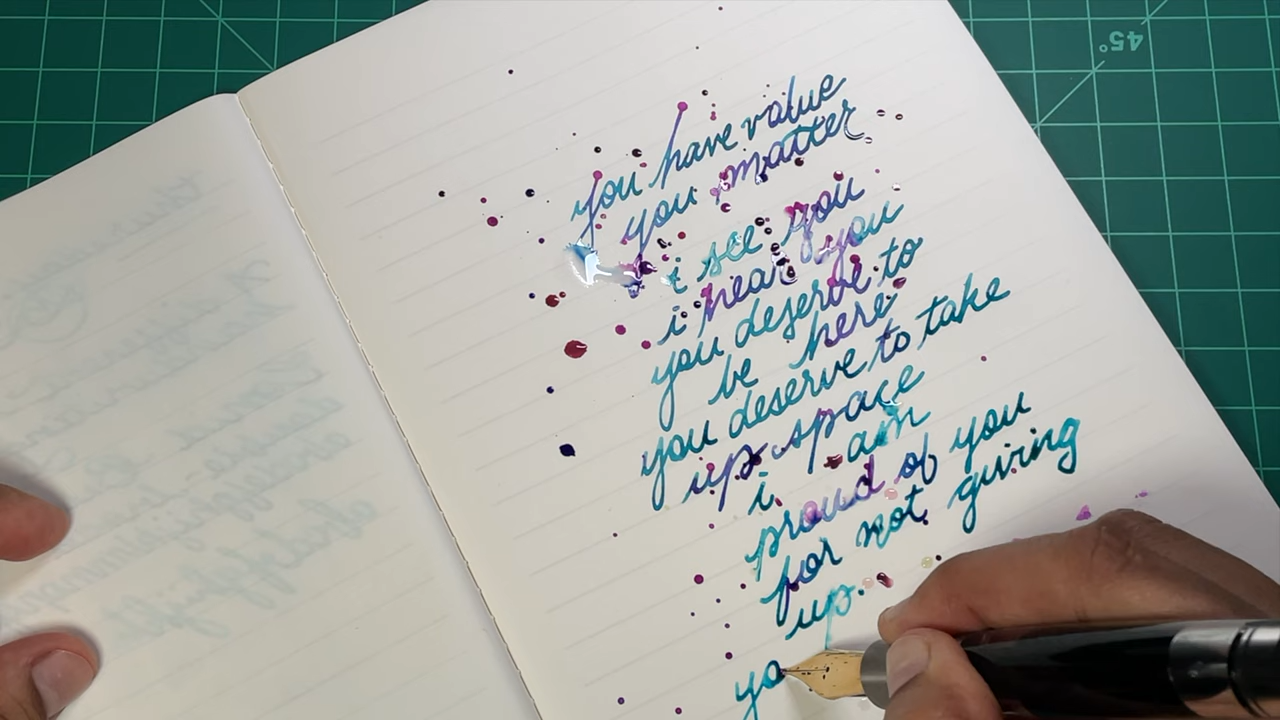 45°
you have value
you matter
i see you
i hear you
you deserve to
be here
you deserve to take
up space
i am
proud of you
for not giving
up.
yo